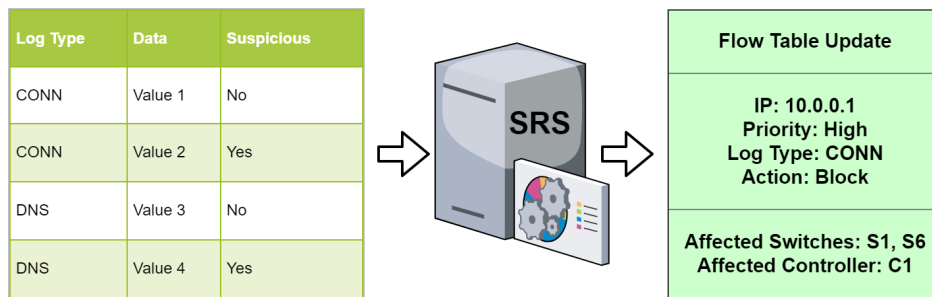 Log Type Data Suspicious
CONN Value 1 No
CONN Value 2 Yes
DNS Value 3 No
DNS Value 4 Yes
SRS
Flow Table Update
IP: 10.0.0.1
Priority: High
Log Type: CONN
Action: Block
Affected Switches: S1, S6
Affected Controller: C1